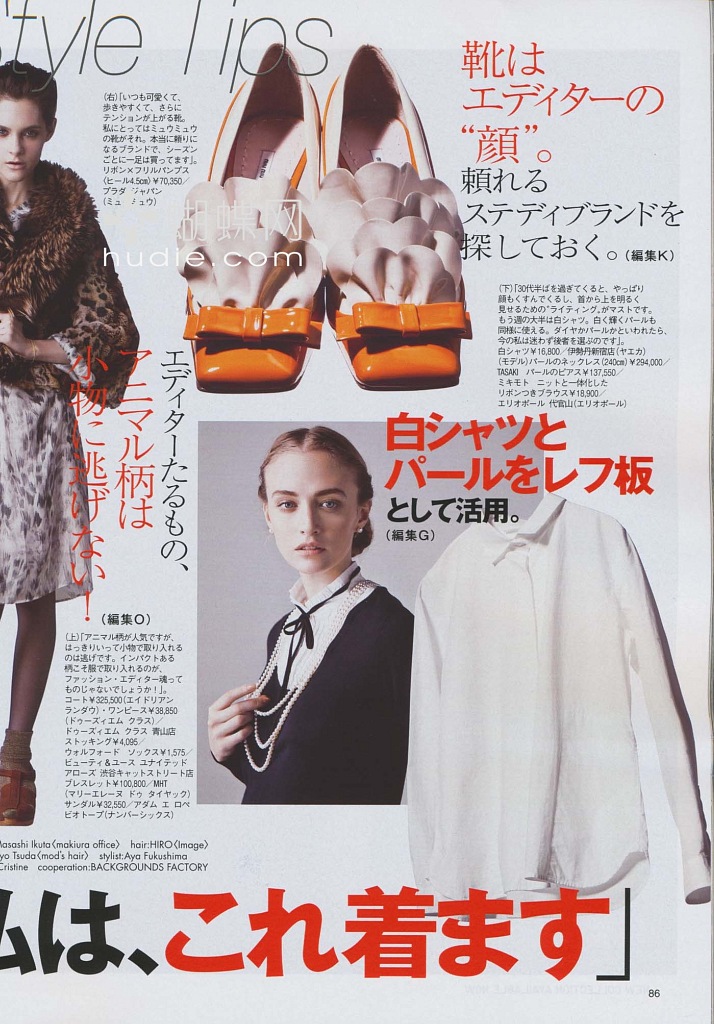 Style Tips
(右)「いつも可愛くて、
歩きやすくて、さらに
テンションが上がる靴。
私にとってはミュウミュウ
の靴がそれ。本当に頼りに
なるブランドで、シーズン
ごとに一足は買ってます」。
リボン×フリルパンプス
〈ヒール4.5cm〉¥70,350／
プラダ ジャパン
(ミュウミュウ)
蝴蝶网
hudie.com
靴は
エディターの
“顔”。
頼れる
ステディブランドを
探しておく。(編集K)
(下)「30代半ばを過ぎてくると、やっぱり
顔もくすんでくるし、首から上を明るく
見せるための“ライティング”がマストです。
もう週の大半は白シャツ。白く輝くパールも
同様に使える。ダイヤかパールかといわれたら、
今の私は迷わず後者を選ぶのです」。
白シャツ¥16,800／伊勢丹新宿店(ヤエカ)
(モデル)パールのネックレス〈240cm〉¥294,000／
TASAKI パールのピアス¥137,550／
ミキモト ニットと一体化した
リボンつきブラウス¥18,900／
エリオポール 代官山(エリオポール)
エディターたるもの、
アニマル柄は
小物に逃げない!
(編集O)
(上)「アニマル柄が人気ですが、
はっきりいって小物で取り入れる
のは逃げです。インパクトある
柄こそ服で取り入れるのが、
ファッション・エディター魂って
ものじゃないでしょうか!」。
コート¥325,500(エイドリアン
ランダウ)・ワンピース¥38,850
(ドゥーズィエム クラス)／
ドゥーズィエム クラス 青山店
ストッキング¥4,095／
ウォルフォード ソックス¥1,575／
ビューティ&ユース ユナイテッド
アローズ 渋谷キャットストリート店
ブレスレット¥100,800／MHT
(マリーエレーヌ ドゥ タイヤック)
サンダル¥32,550／アダム エ ロペ
ビオトープ(ナンバーシックス)
白シャツと
パールをレフ板
として活用。
(編集G)
Masashi Ikuta〈makiura office〉 hair:HIRO〈Image〉
yo Tsuda〈mod's hair〉 stylist:Aya Fukushima
Cristine cooperation:BACKGROUNDS FACTORY
私は、これ着ます」
86